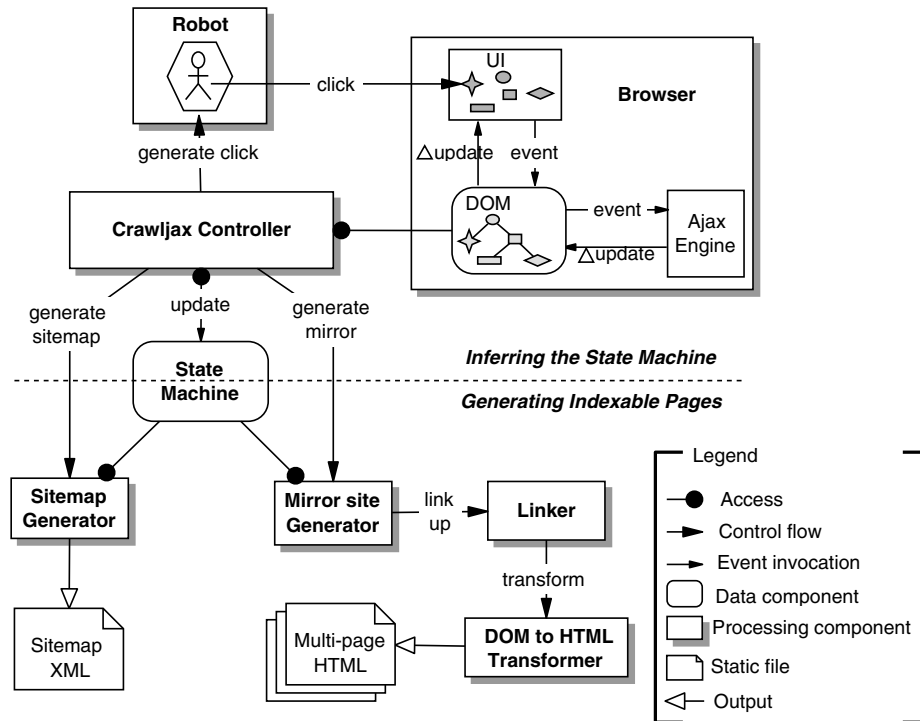 Robot
UI
click
Browser
generate click
△update
event
DOM
event
Ajax
Engine
△update
Crawljax Controller
generate
sitemap
update
generate
mirror
State
Machine
Inferring the State Machine
Generating Indexable Pages
Sitemap
Generator
Mirror site
Generator
link
up
Linker
transform
Sitemap
XML
Multi-page
HTML
DOM to HTML
Transformer
Legend
Access
Control flow
Event invocation
Data component
Processing component
Static file
Output